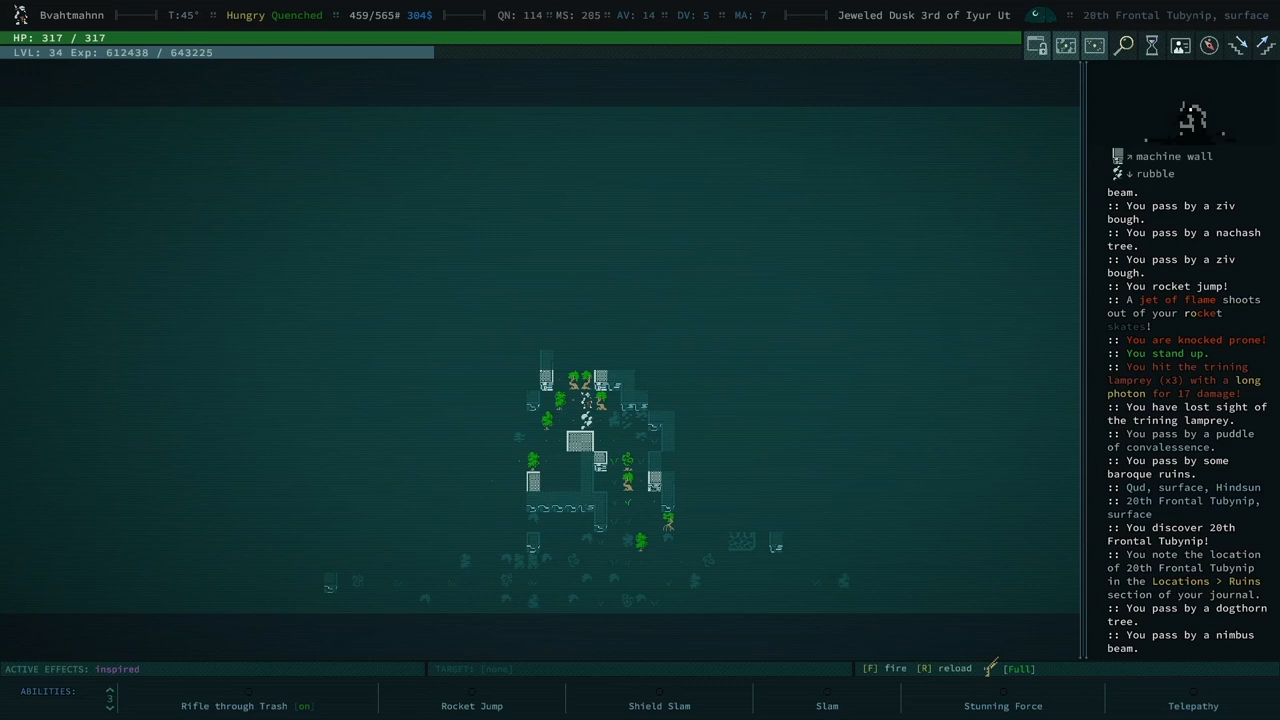 Bvahtmahnn :: T:45° :: Hungry Quenched :: 459/565# 304$ QN: 114 :: MS: 205 :: AV: 14 :: DV: 5 :: MA: 7 Jeweled Dusk 3rd of Iyur Ut :: 20th Frontal Tubynip, surface
HP: 317 / 317
LVL: 34 Exp: 612438 / 643225
machine wall
rubble
beam.
:: You pass by a ziv
bough.
:: You pass by a nachash
tree.
:: You pass by a ziv
bough.
:: You rocket jump!
:: A jet of flame shoots
out of your rocket
skates!
:: You are knocked prone!
:: You stand up.
:: You hit the trining
lamprey (x3) with a long
photon for 17 damage!
:: You have lost sight of
the trining lamprey.
:: You pass by a puddle
of convalessence.
:: You pass by some
baroque ruins.
:: Qud, surface, Hindsun
:: 20th Frontal Tubynip,
surface
:: You discover 20th
Frontal Tubynip!
:: You note the location
of 20th Frontal Tubynip
in the Locations > Ruins
section of your journal.
:: You pass by a dogthorn
tree.
:: You pass by a nimbus
beam.
ACTIVE EFFECTS: inspired
TARGET: [none]
[F] fire [R] reload [Full]
ABILITIES: 3
Rifle through Trash [on]
Rocket Jump
Shield Slam
Slam
Stunning Force
Telepathy